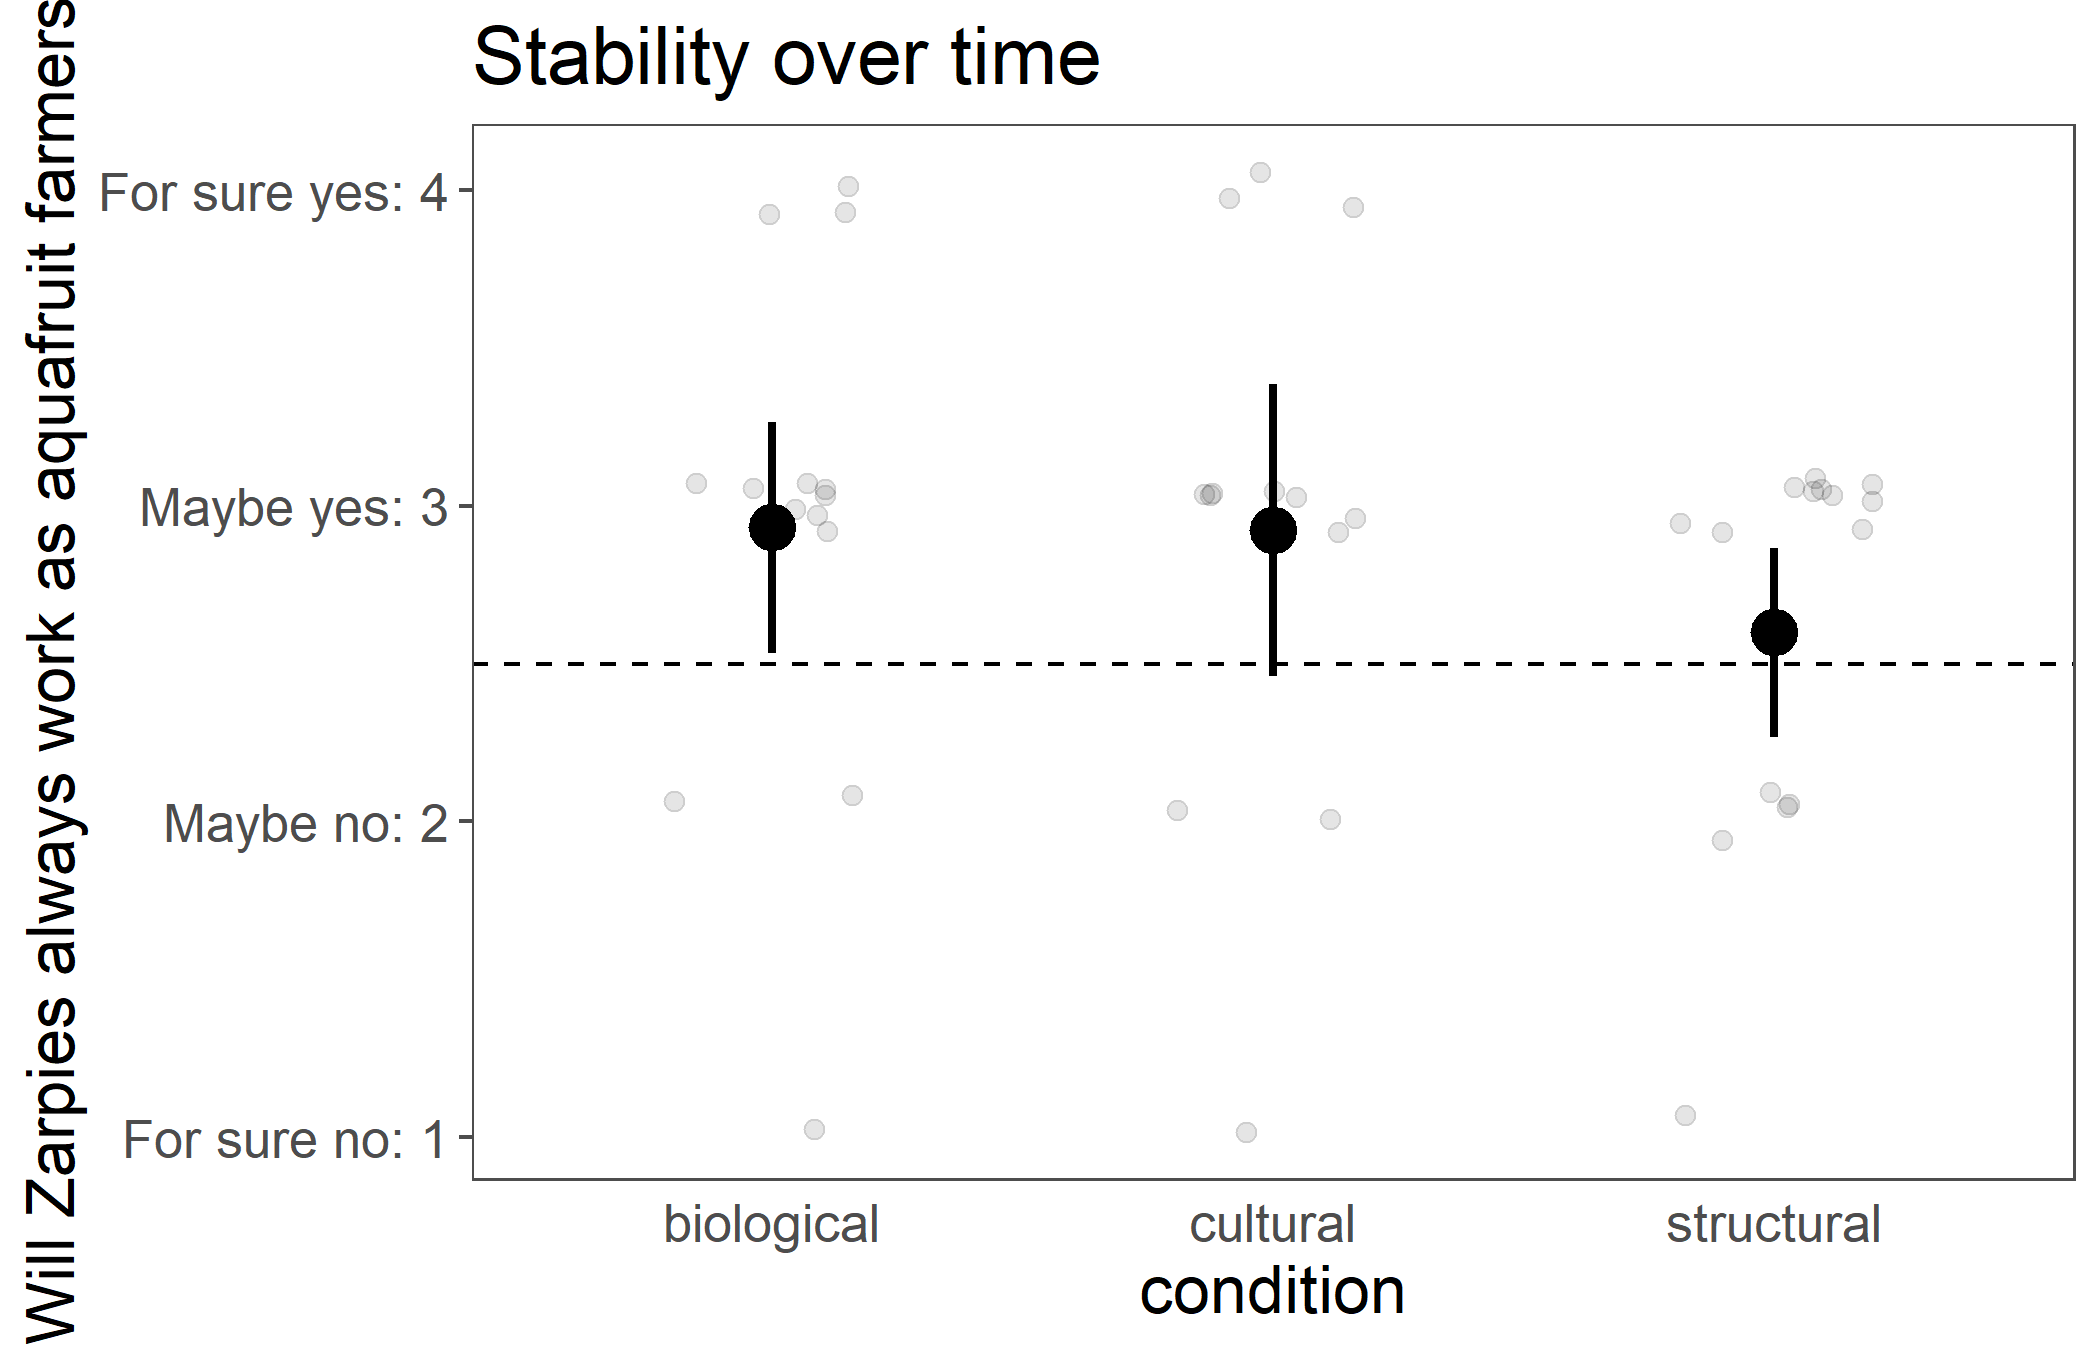 Stability over time
Will Zarpies always work as aquafruit farmers
For sure yes: 4
Maybe yes: 3
Maybe no: 2
For sure no: 1
biological
cultural
structural
condition